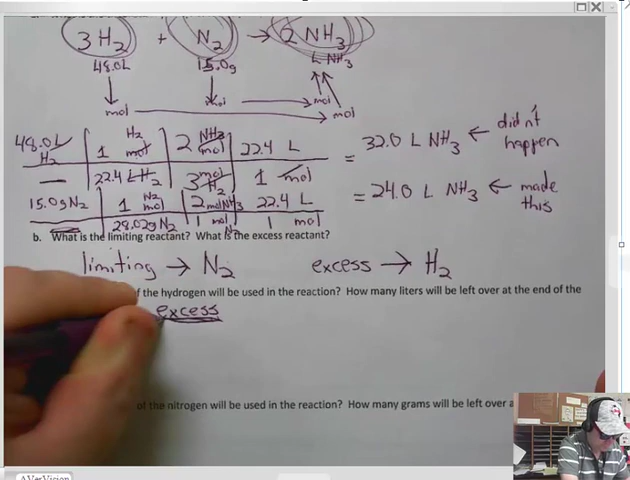 3 H₂ + N₂ → 2 NH₃
48.0L 15.0g L NH₃
mol mol mol
mol
48.0L H₂ | 1 mol H₂ | 2 mol NH₃ | 22.4 L = 32.0 L NH₃ ← didn't happen
22.4 L H₂ | 3 mol H₂ | 1 mol
15.0g N₂ | 1 mol N₂ | 2 mol NH₃ | 22.4 L = 24.0 L NH₃ ← made this
28.02g N₂ | 1 mol N₂ | 1 mol
b. What is the limiting reactant? What is the excess reactant?
limiting → N₂ excess → H₂
of the hydrogen will be used in the reaction? How many liters will be left over at the end of the
excess
of the nitrogen will be used in the reaction? How many grams will be left over a
AVerVision